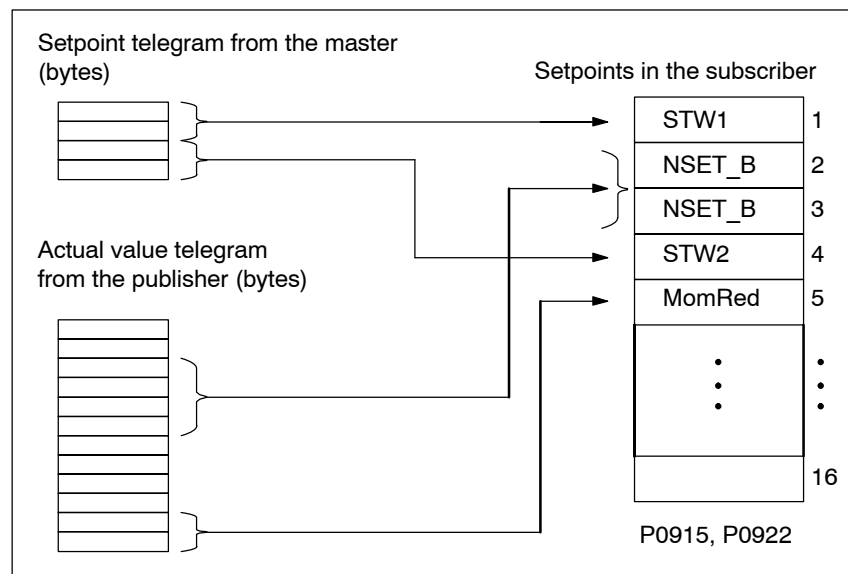 Setpoint telegram from the master
(bytes)
Setpoints in the subscriber
STW1 1
NSET_B 2
NSET_B 3
Actual value telegram
from the publisher (bytes)
STW2 4
MomRed 5
16
P0915, P0922